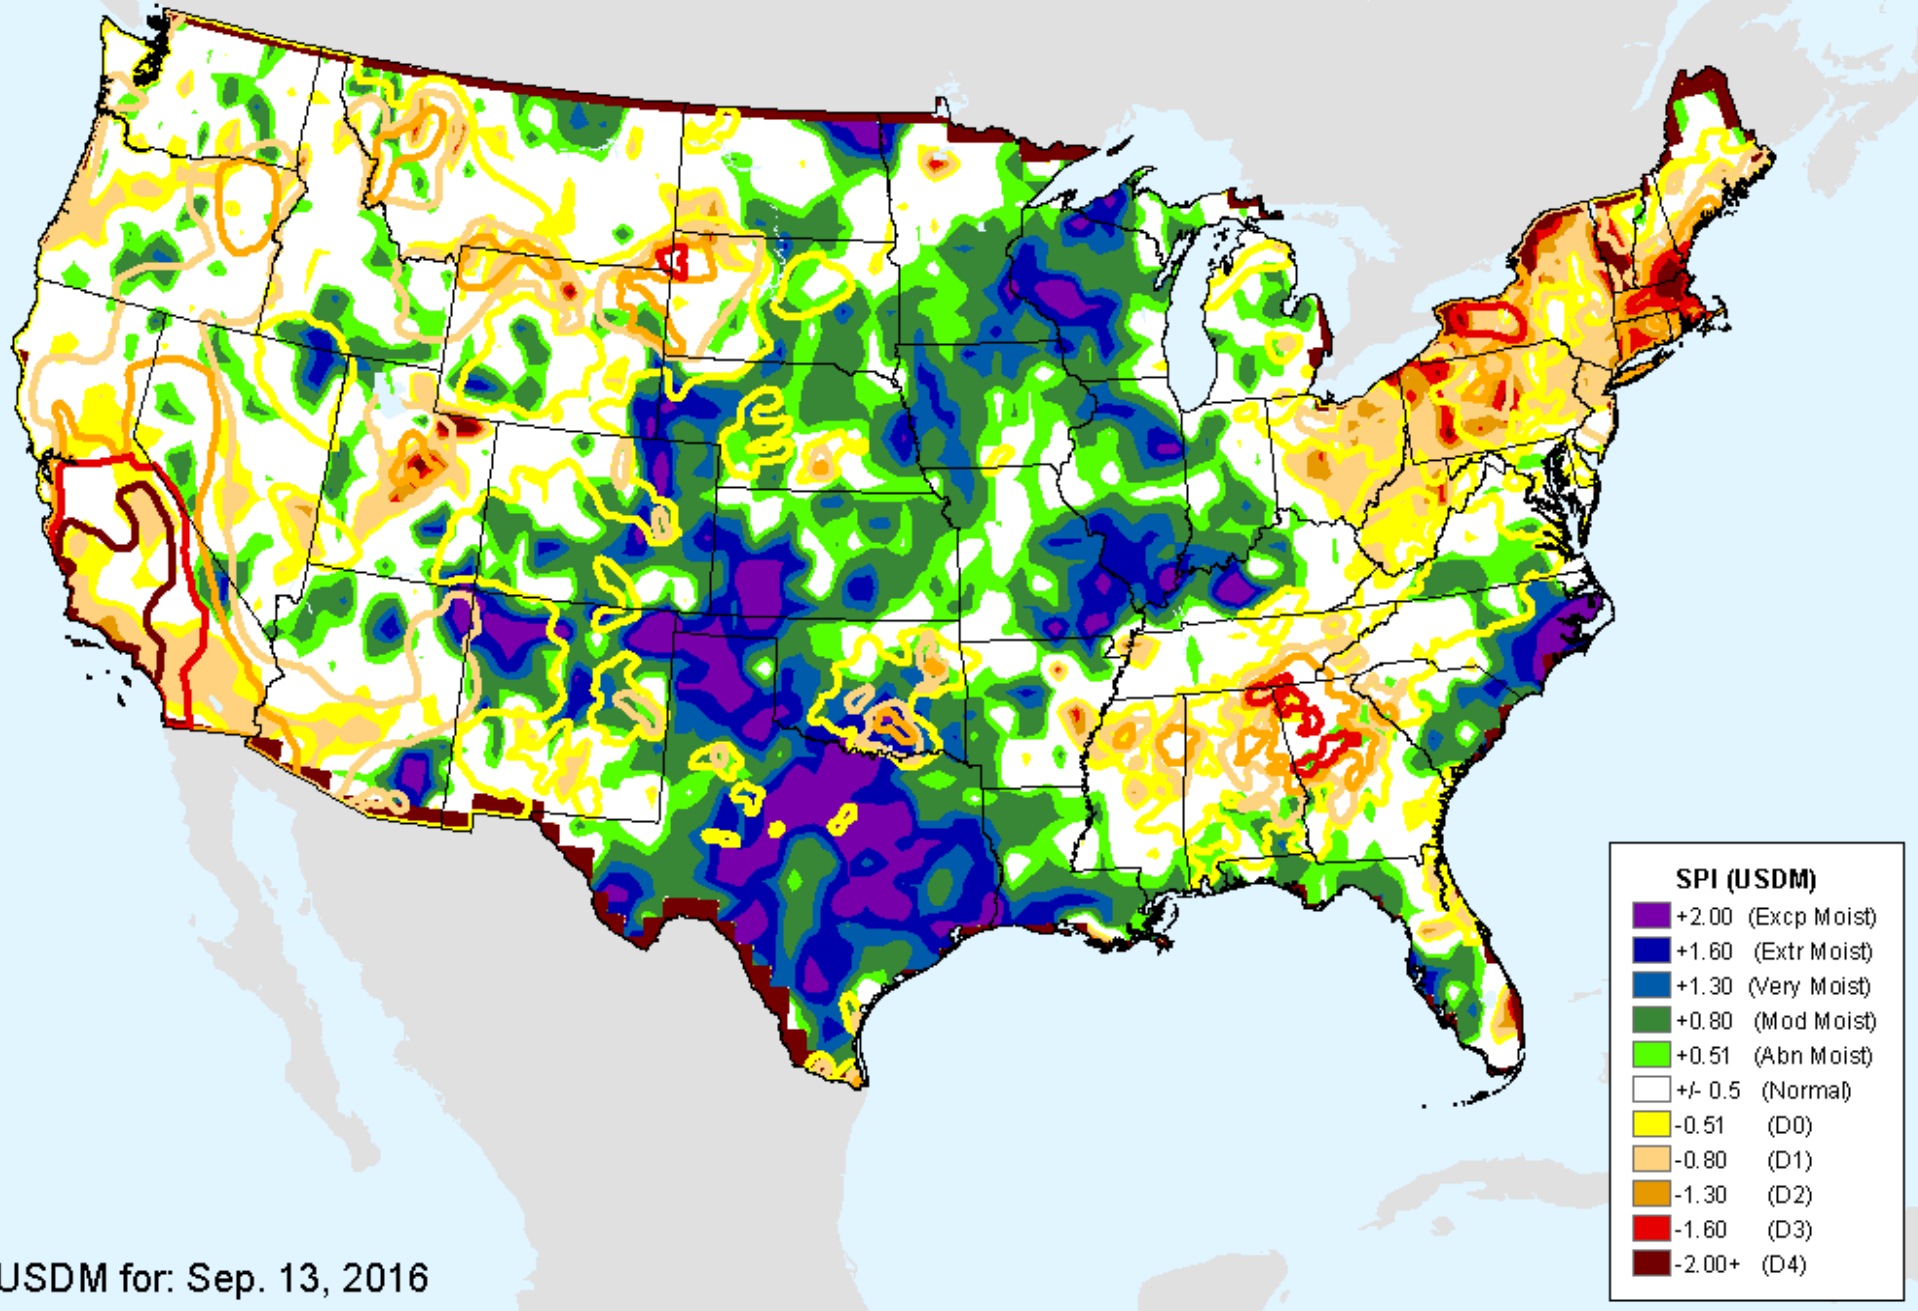 SPI (USDM)
+2.00 (Excp Moist)
+1.60 (Extr Moist)
+1.30 (Very Moist)
+0.80 (Mod Moist)
+0.51 (Abn Moist)
+/- 0.5 (Normal)
-0.51 (D0)
-0.80 (D1)
-1.30 (D2)
-1.60 (D3)
-2.00+ (D4)
USDM for: Sep. 13, 2016